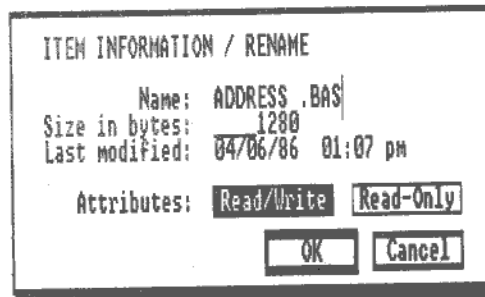 ITEM INFORMATION / RENAME
Name: ADDRESS .BAS
Size in bytes: __1280
Last modified: 04/06/86 01:07 pm
Attributes: Read/Write Read-Only
OK Cancel